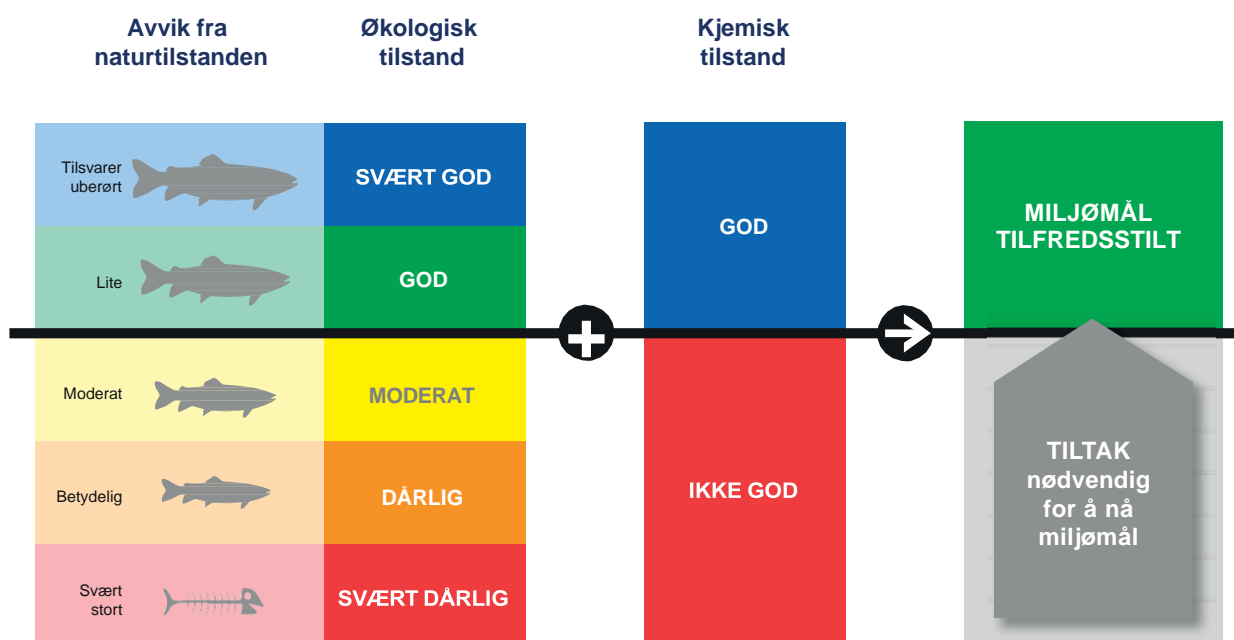 Avvik fra
naturtilstanden
Økologisk
tilstand
Kjemisk
tilstand
Tilsvarer
uberørt
SVÆRT GOD
Lite
GOD
Moderat
MODERAT
Betydelig
DÅRLIG
Svært
stort
SVÆRT DÅRLIG
GOD
IKKE GOD
MILJØMÅL
TILFREDSSTILT
TILTAK
nødvendig
for å nå
miljømål